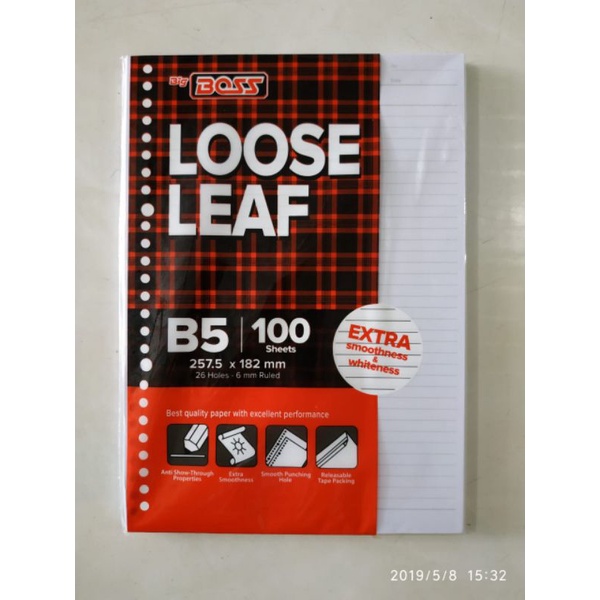 Big BOSS
LOOSE
LEAF
B5 | 100
Sheets
257.5 x 182 mm
26 Holes - 6 mm Ruled
EXTRA
smoothness
&
whiteness
Best quality paper with excellent performance
Anti Show-Through
Properties
Extra
Smoothness
Smooth Punching
Hole
Releasable
Tape Packing
2019/5/8 15:32